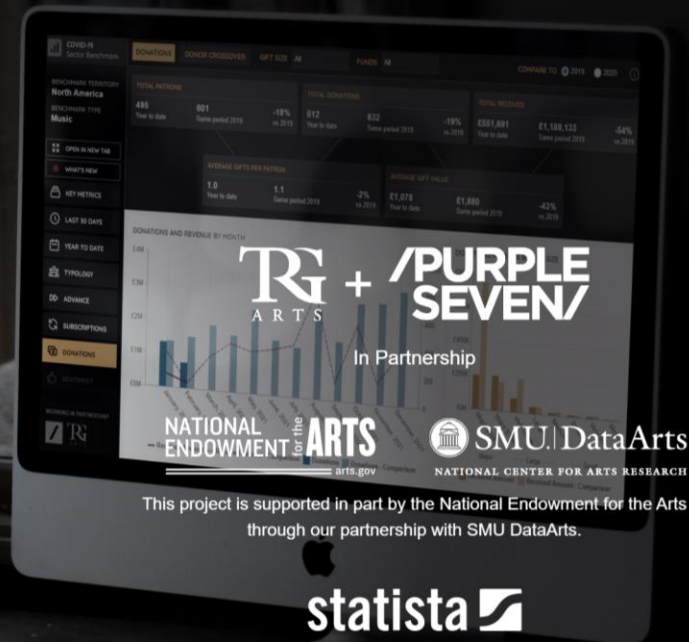 COVID-19
Sector Benchmark
DONATIONS
DONOR CROSSOVER
GIFT SIZE All
FUNDS All
COMPARE TO 2019 2020
BENCHMARK TERRITORY
North America
BENCHMARK TYPE
Music
TOTAL PATRONS
495
Year to date
601
Same period 2019
-18%
vs 2019
TOTAL DONATIONS
512
Year to date
632
Same period 2019
-19%
vs 2019
TOTAL RECEIVED
£551,891
Year to date
£1,188,133
Same period 2019
-54%
vs 2019
OPEN IN NEW TAB
WHAT'S NEW
KEY METRICS
LAST 30 DAYS
YEAR TO DATE
TYPOLOGY
ADVANCE
SUBSCRIPTIONS
DONATIONS
SENTIMENT
WORKING IN PARTNERSHIP
TRG
AVERAGE GIFTS PER PATRON
1.0
Year to date
1.1
Same period 2019
-2%
vs 2019
AVERAGE GIFT VALUE
£1,078
Year to date
£1,880
Same period 2019
-43%
vs 2019
DONATIONS AND REVENUE BY MONTH
£4M
£3M
£2M
£1M
£0M
TRG
ARTS
+
/PURPLE
SEVEN/
In Partnership
NATIONAL
ENDOWMENT for the ARTS
arts.gov
SMU. DataArts
NATIONAL CENTER FOR ARTS RESEARCH
This project is supported in part by the National Endowment for the Arts
through our partnership with SMU DataArts.
statista